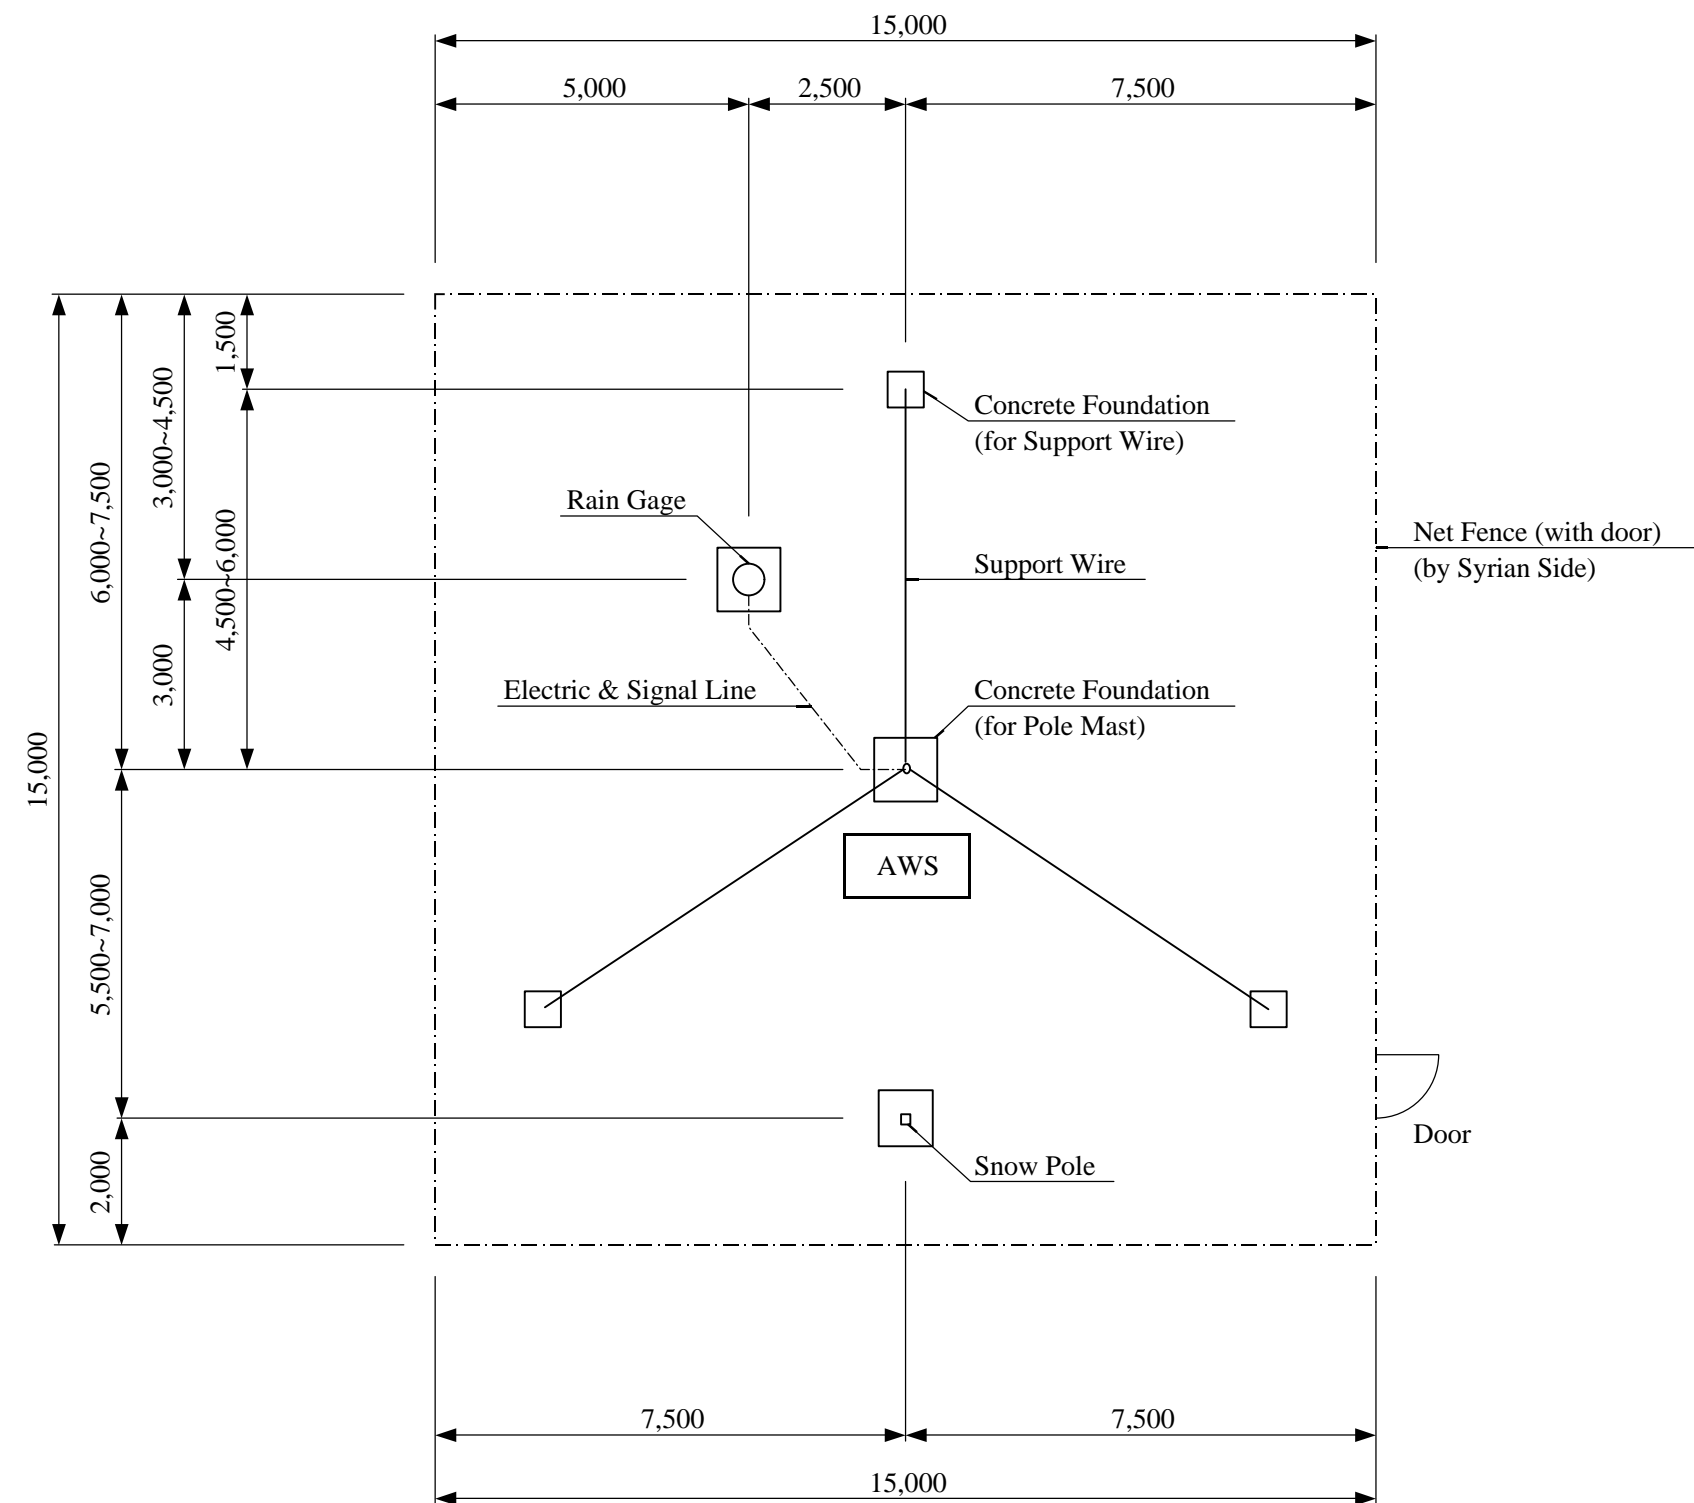 15,000
5,000 2,500 7,500
1,500
3,000~4,500
6,000~7,500
4,500~6,000
3,000
15,000
5,500~7,000
2,000
Concrete Foundation
(for Support Wire)
Rain Gage
Support Wire
Net Fence (with door)
(by Syrian Side)
Electric & Signal Line
Concrete Foundation
(for Pole Mast)
AWS
Door
Snow Pole
7,500 7,500
15,000